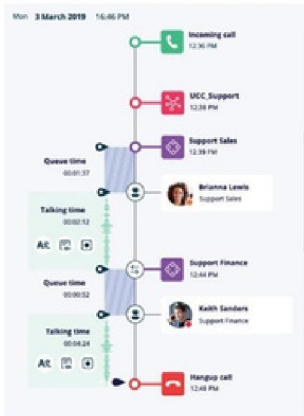 Mon 3 March 2019 16:46 PM
Incoming call
12:36 PM
UCC_Support
12:38 PM
Support Sales
12:39 PM
Queue time
00:01:37
Brianna Lewis
Support Sales
Talking time
00:02:12
Support Finance
12:44 PM
Queue time
00:00:52
Keith Sanders
Support Finance
Talking time
00:04:24
Hangup call
12:48 PM